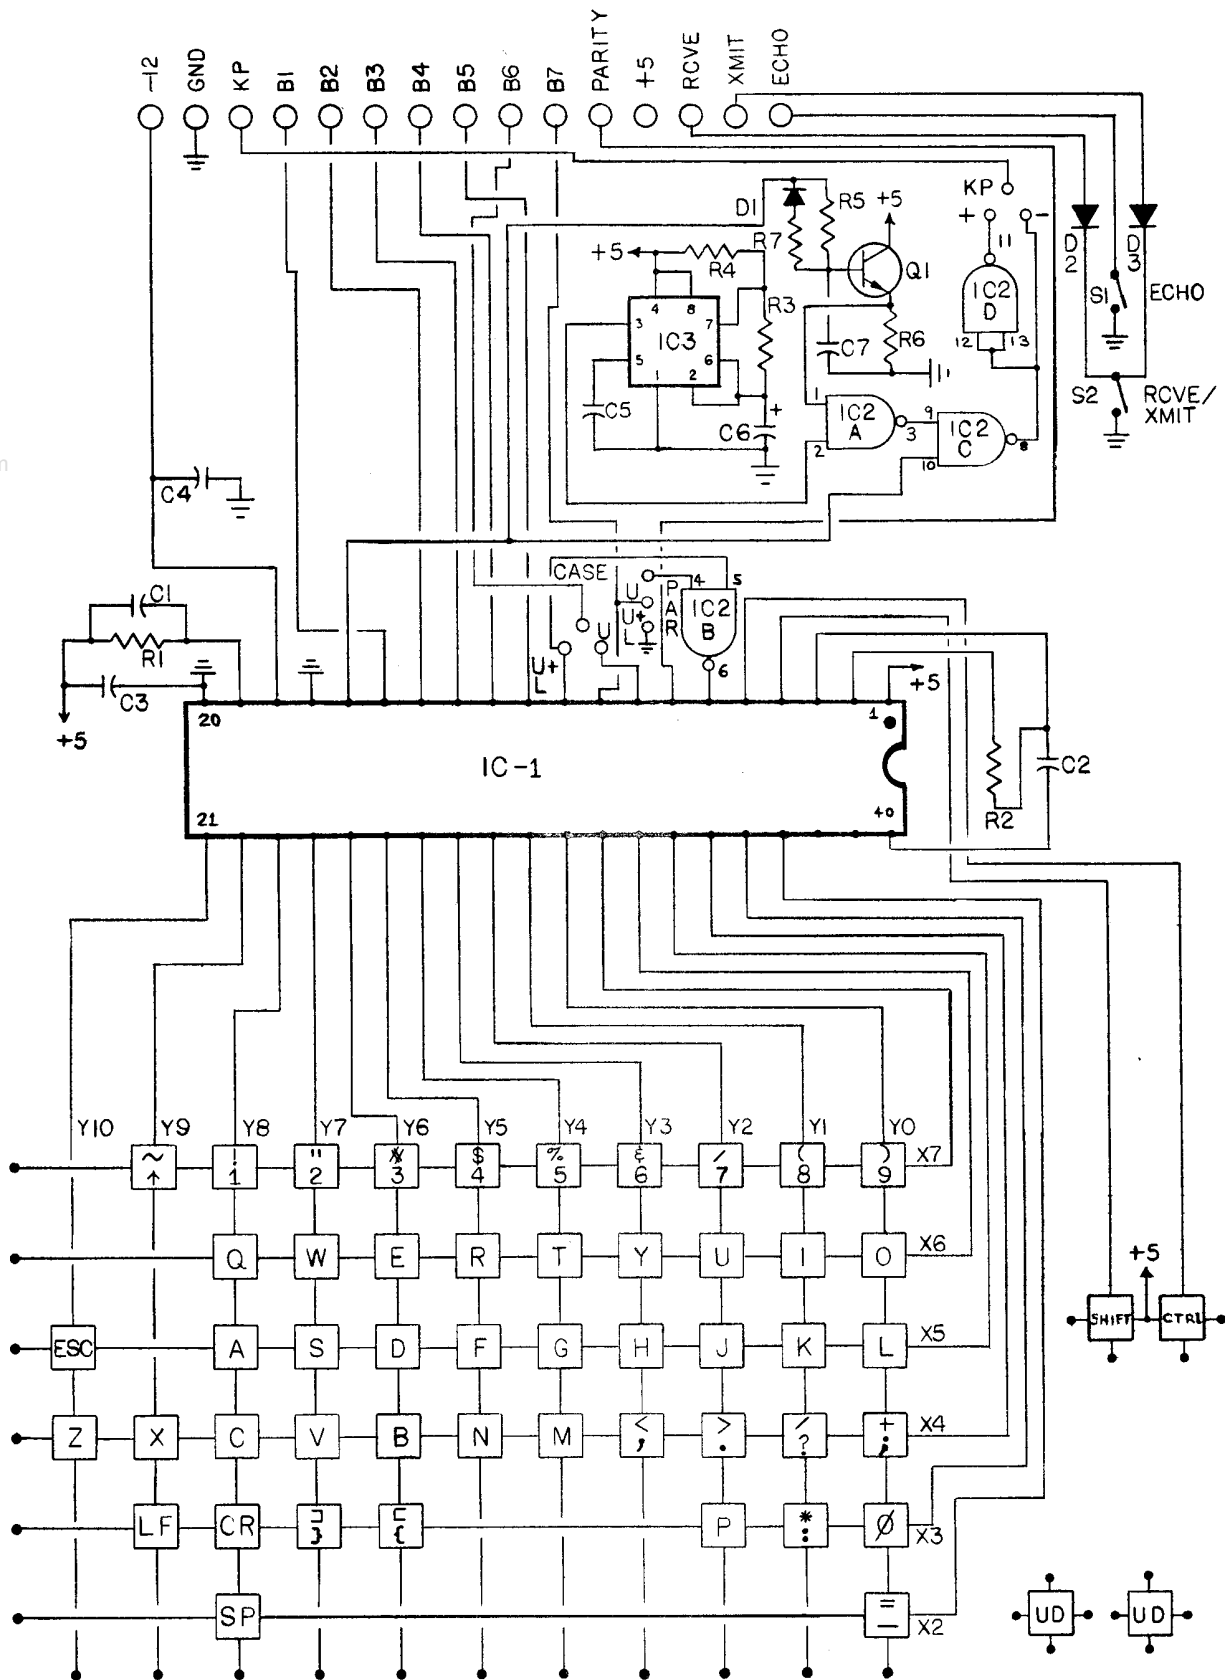 -12 GND KP B1 B2 B3 B4 B5 B6 B7 PARITY +5 RCVE XMIT ECHO
KP
D1 R5 +5
+ -
R7 11
D2 D3
+5 R4 Q1
IC2 D
S1 ECHO
4 8
3 IC3 7 R3
12 13
5 6 C7 R6
1 2
S2 RCVE/
XMIT
C5 C6 +
1 IC2 A 3 9 IC2 C 8
2 10
C4
CASE U PAR 4 5
C1 U U+L IC2 B
R1 U+L 6
C3 +5
+5
20 1
IC-1 C2
21 40
R2
Y10 Y9 Y8 Y7 Y6 Y5 Y4 Y3 Y2 Y1 Y0
~ ! " # $ % & ' ( ) X7
↑ 1 2 3 4 5 6 7 8 9
Q W E R T Y U I O X6
+5
SHIFT CTRL
ESC A S D F G H J K L X5
Z X C V B N M < > / + X4
, . ? ;
LF CR ] [ P * Ø X3
} { :
SP = X2
-
UD UD